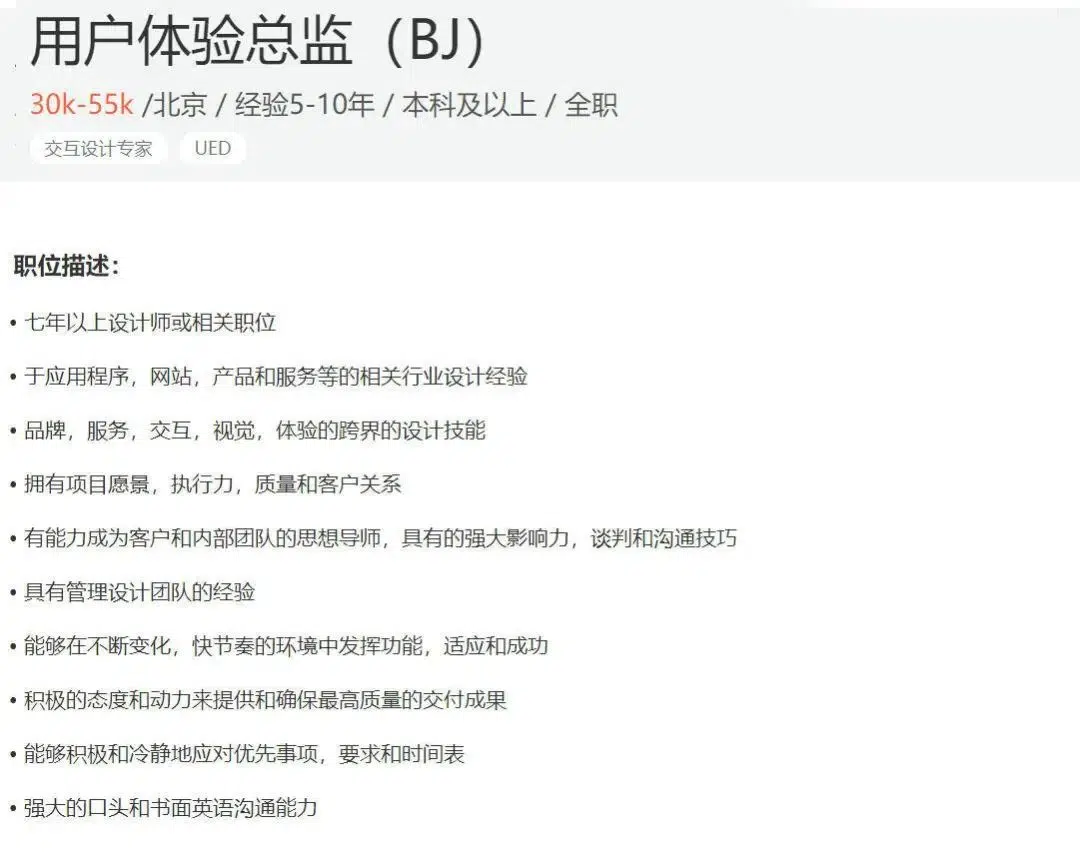 用户体验总监（BJ）
30k-55k /北京 / 经验5-10年 / 本科及以上 / 全职
交互设计专家 UED
职位描述：
• 七年以上设计师或相关职位
• 于应用程序，网站，产品和服务等的相关行业设计经验
• 品牌，服务，交互，视觉，体验的跨界的设计技能
• 拥有项目愿景，执行力，质量和客户关系
• 有能力成为客户和内部团队的思想导师，具有的强大影响力，谈判和沟通技巧
• 具有管理设计团队的经验
• 能够在不断变化，快节奏的环境中发挥功能，适应和成功
• 积极的态度和动力来提供和确保最高质量的交付成果
• 能够积极和冷静地应对优先事项，要求和时间表
• 强大的口头和书面英语沟通能力